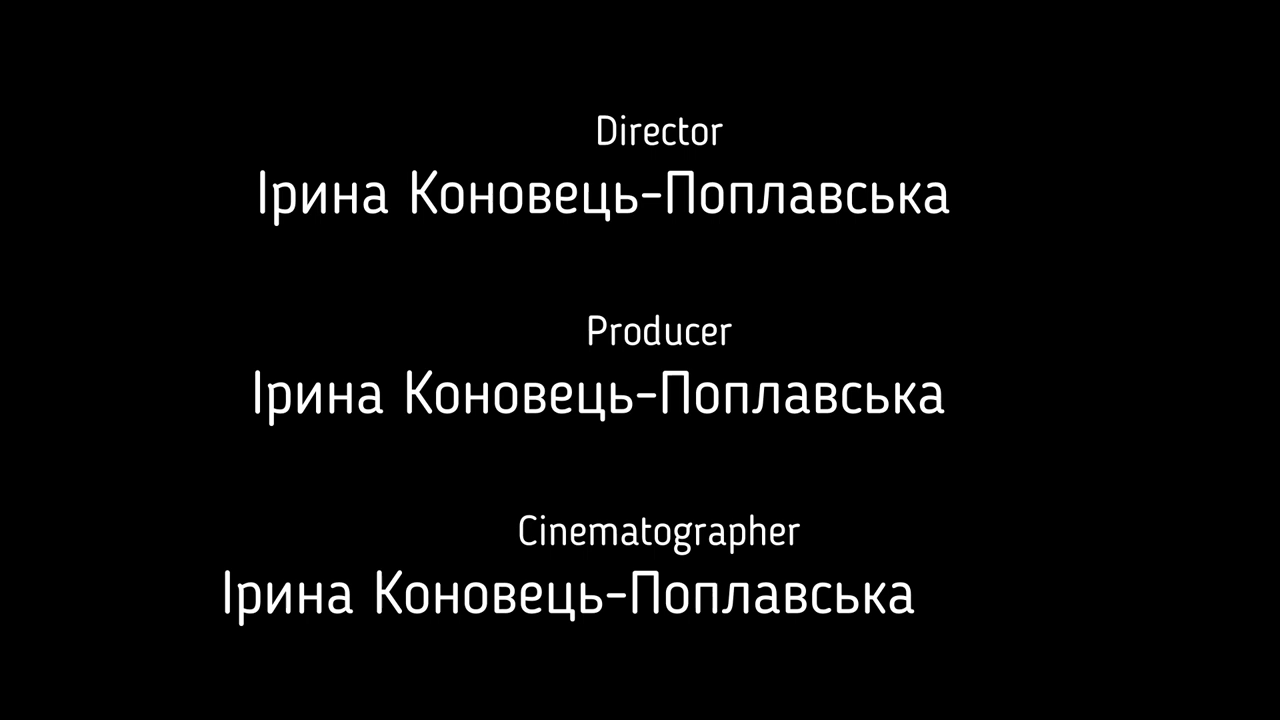 Director
Ірина Коновець-Поплавська
Producer
Ірина Коновець-Поплавська
Cinematographer
Ірина Коновець-Поплавська